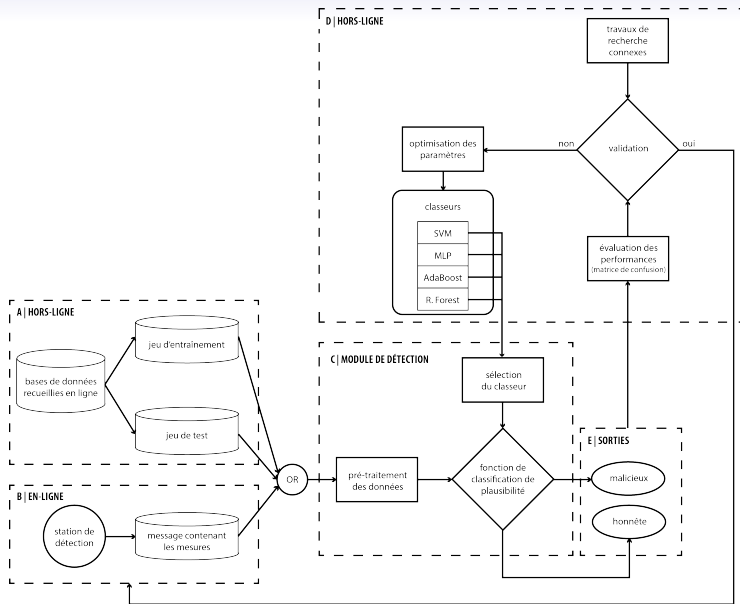 D | HORS-LIGNE
travaux de
recherche
connexes
non
validation
oui
optimisation des
paramètres
classeurs
SVM
MLP
AdaBoost
R. Forest
évaluation des
performances
(matrice de confusion)
A | HORS-LIGNE
bases de données
recueillies en ligne
jeu d'entraînement
jeu de test
B | EN-LIGNE
station de
détection
message contenant
les mesures
OR
C | MODULE DE DÉTECTION
sélection
du classeur
pré-traitement
des données
fonction de
classification de
plausibilité
E | SORTIES
malicieux
honnête